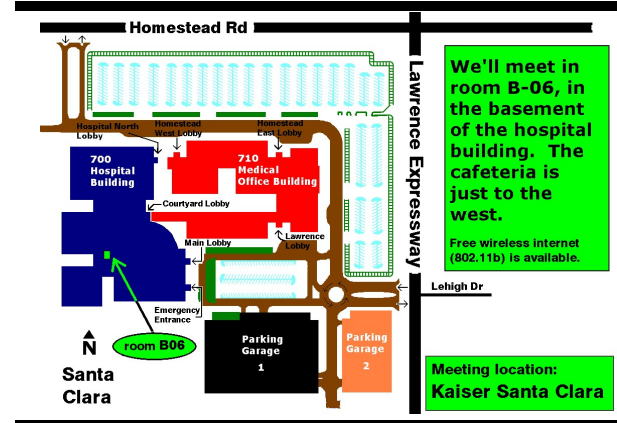 Homestead Rd
Lawrence Expressway
We'll meet in
room B-06, in
the basement
of the hospital
building. The
cafeteria is
just to the
west.
Free wireless internet
(802.11b) is available.
Hospital North
Lobby
Homestead
West Lobby
Homestead
East Lobby
700
Hospital
Building
710
Medical
Office Building
Courtyard Lobby
Main Lobby
Lawrence
Lobby
Emergency
Entrance
Lehigh Dr
N
Santa
Clara
room B06
Parking
Garage
1
Parking
Garage
2
Meeting location:
Kaiser Santa Clara